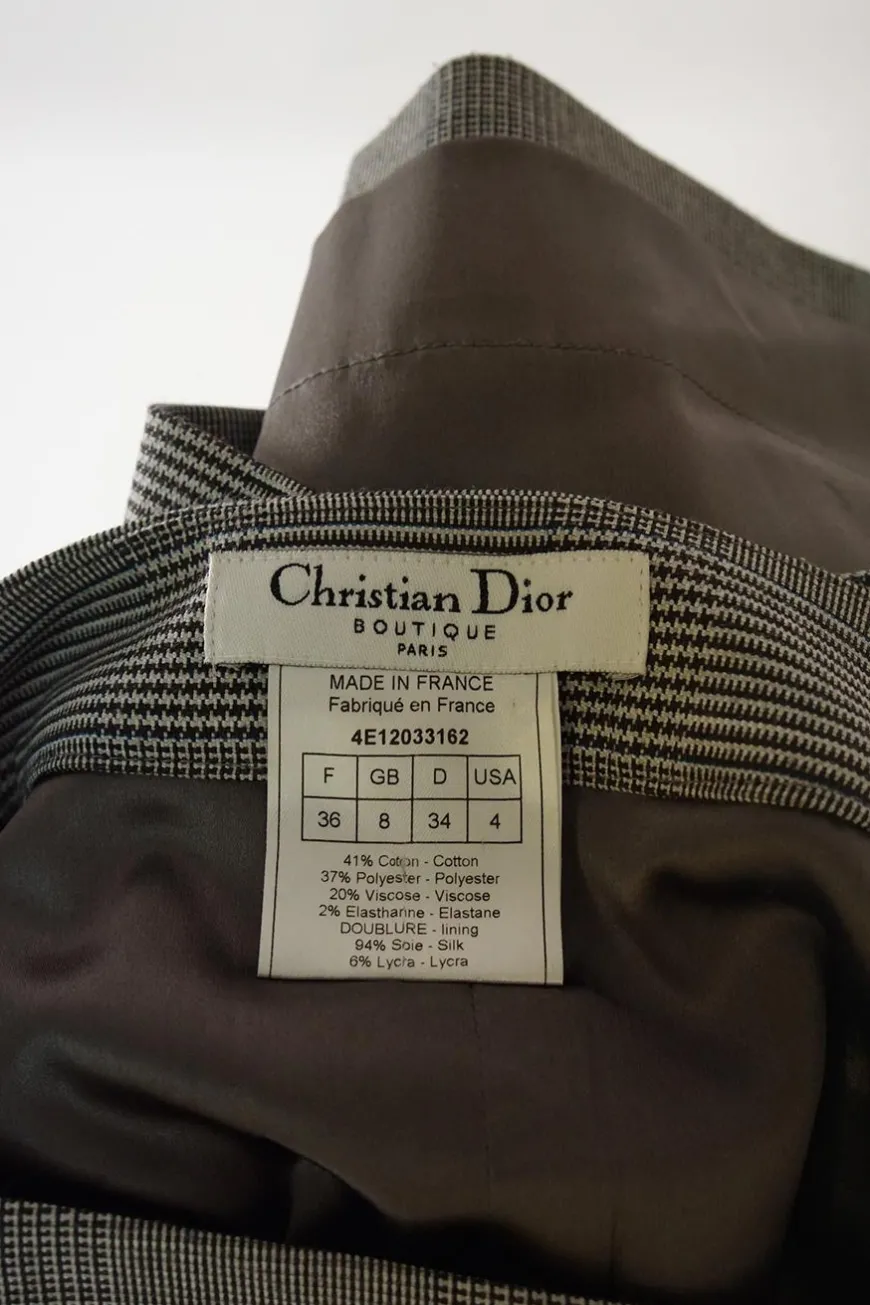 Christian Dior
BOUTIQUE
PARIS
MADE IN FRANCE
Fabriqué en France
4E12033162
F GB D USA
36 8 34 4
41% Coton - Cotton
37% Polyester - Polyester
20% Viscose - Viscose
2% Elasthanne - Elastane
DOUBLURE - lining
94% Soie - Silk
6% Lycra - Lycra